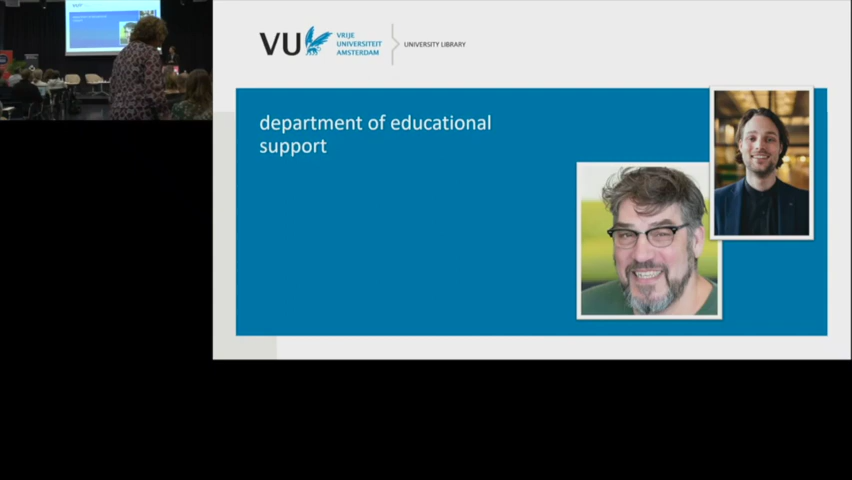 VU
VRIJE
UNIVERSITEIT
AMSTERDAM
UNIVERSITY LIBRARY
department of educational
support